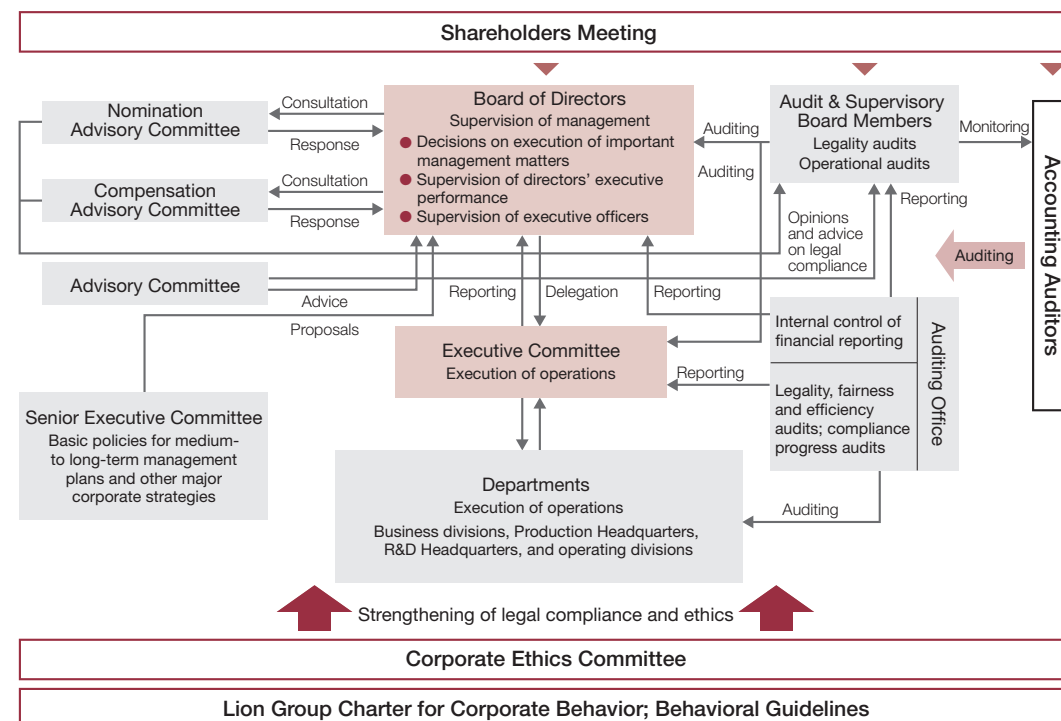 Shareholders Meeting
Nomination
Advisory Committee
Consultation
Response
Compensation
Advisory Committee
Consultation
Response
Board of Directors
Supervision of management
● Decisions on execution of important
management matters
● Supervision of directors’ executive
performance
● Supervision of executive officers
Auditing
Auditing
Audit & Supervisory
Board Members
Legality audits
Operational audits
Monitoring
Reporting
Opinions
and advice
on legal
compliance
Auditing
Accounting Auditors
Advisory Committee
Advice
Proposals
Reporting
Delegation
Reporting
Executive Committee
Execution of operations
Reporting
Internal control of
financial reporting
Legality, fairness
and efficiency
audits; compliance
progress audits
Auditing Office
Senior Executive Committee
Basic policies for medium-
to long-term management
plans and other major
corporate strategies
Departments
Execution of operations
Business divisions, Production Headquarters,
R&D Headquarters, and operating divisions
Auditing
Strengthening of legal compliance and ethics
Corporate Ethics Committee
Lion Group Charter for Corporate Behavior; Behavioral Guidelines